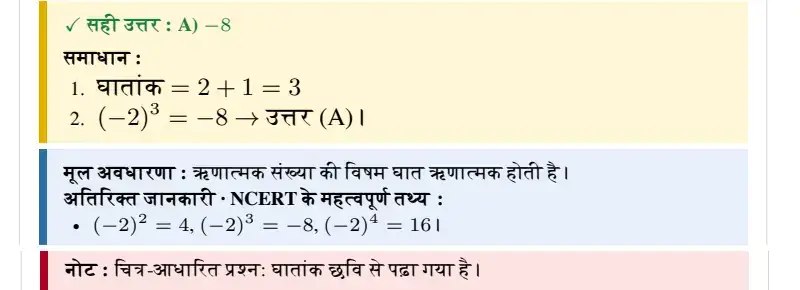 ✓ सही उत्तर : A) −8
समाधान :
1. घातांक = 2 + 1 = 3
2. (−2)³ = −8 → उत्तर (A)।
मूल अवधारणा : ऋणात्मक संख्या की विषम घात ऋणात्मक होती है।
अतिरिक्त जानकारी · NCERT के महत्वपूर्ण तथ्य :
• (−2)² = 4, (−2)³ = −8, (−2)⁴ = 16।
नोट : चित्र-आधारित प्रश्न: घातांक छवि से पढ़ा गया है।